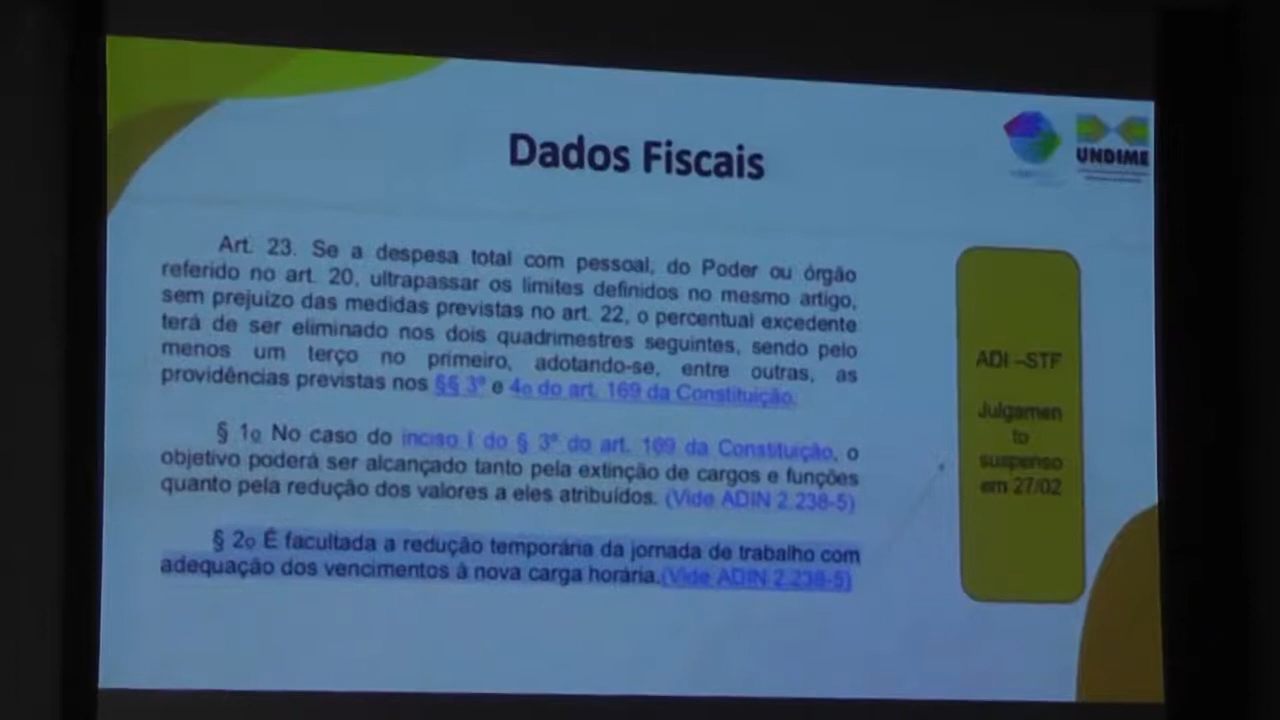 Dados Fiscais
UNDIME
Art. 23. Se a despesa total com pessoal, do Poder ou órgão
referido no art. 20, ultrapassar os limites definidos no mesmo artigo,
sem prejuízo das medidas previstas no art. 22, o percentual excedente
terá de ser eliminado nos dois quadrimestres seguintes, sendo pelo
menos um terço no primeiro, adotando-se, entre outras, as
providências previstas nos §§ 3º e 4o do art. 169 da Constituição.
§ 1o No caso do inciso I do § 3º do art. 169 da Constituição, o
objetivo poderá ser alcançado tanto pela extinção de cargos e funções
quanto pela redução dos valores a eles atribuídos. (Vide ADIN 2.238-5)
§ 2o É facultada a redução temporária da jornada de trabalho com
adequação dos vencimentos à nova carga horária.(Vide ADIN 2.238-5)
ADI –STF
Julgamen
to
suspenso
em 27/02